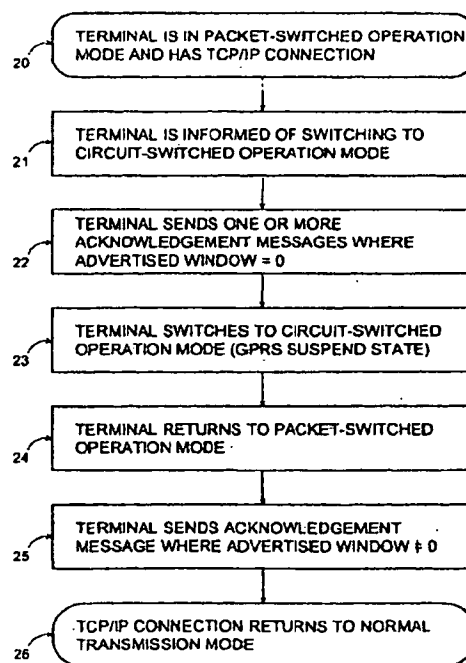 TERMINAL IS IN PACKET-SWITCHED OPERATION
MODE AND HAS TCP/IP CONNECTION
20
TERMINAL IS INFORMED OF SWITCHING TO
CIRCUIT-SWITCHED OPERATION MODE
21
TERMINAL SENDS ONE OR MORE
ACKNOWLEDGEMENT MESSAGES WHERE
ADVERTISED WINDOW = 0
22
TERMINAL SWITCHES TO CIRCUIT-SWITCHED
OPERATION MODE (GPRS SUSPEND STATE)
23
TERMINAL RETURNS TO PACKET-SWITCHED
OPERATION MODE
24
TERMINAL SENDS ACKNOWLEDGEMENT
MESSAGE WHERE ADVERTISED WINDOW ≠ 0
25
TCP/IP CONNECTION RETURNS TO NORMAL
TRANSMISSION MODE
26